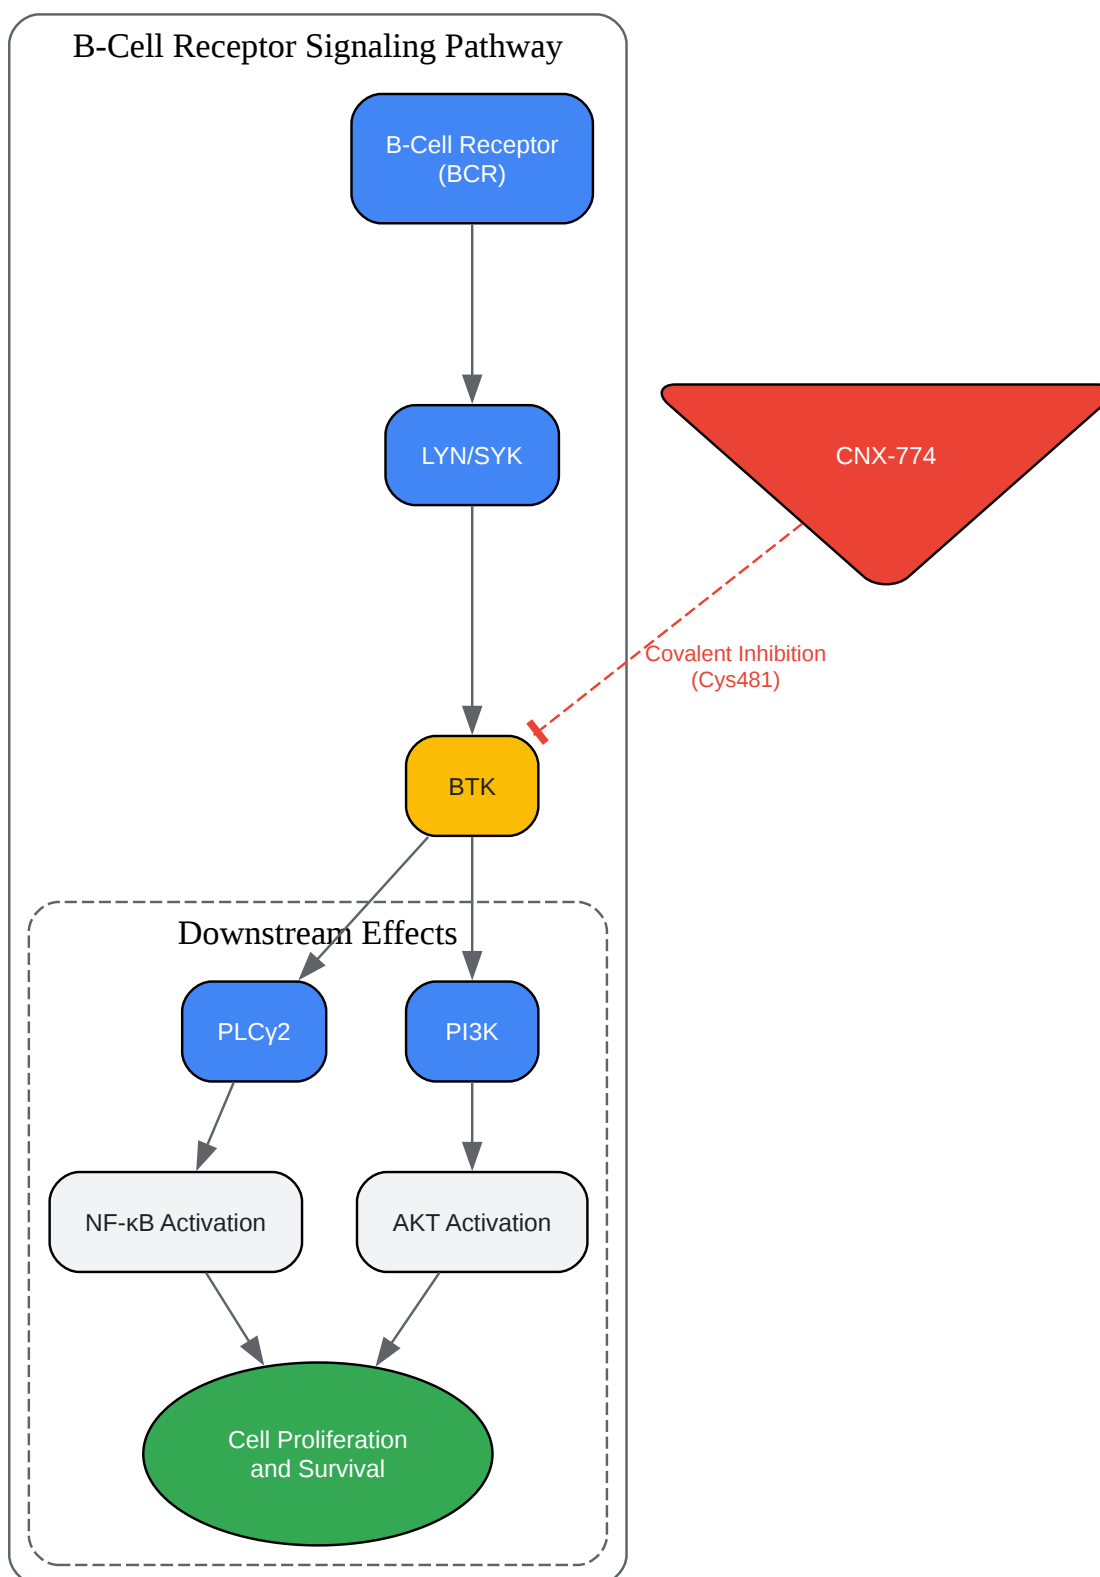 B-Cell Receptor Signaling Pathway
B-Cell Receptor
(BCR)
LYN/SYK
CNX-774
Covalent Inhibition
(Cys481)
BTK
Downstream Effects
PLCγ2
PI3K
NF-κB Activation
AKT Activation
Cell Proliferation
and Survival